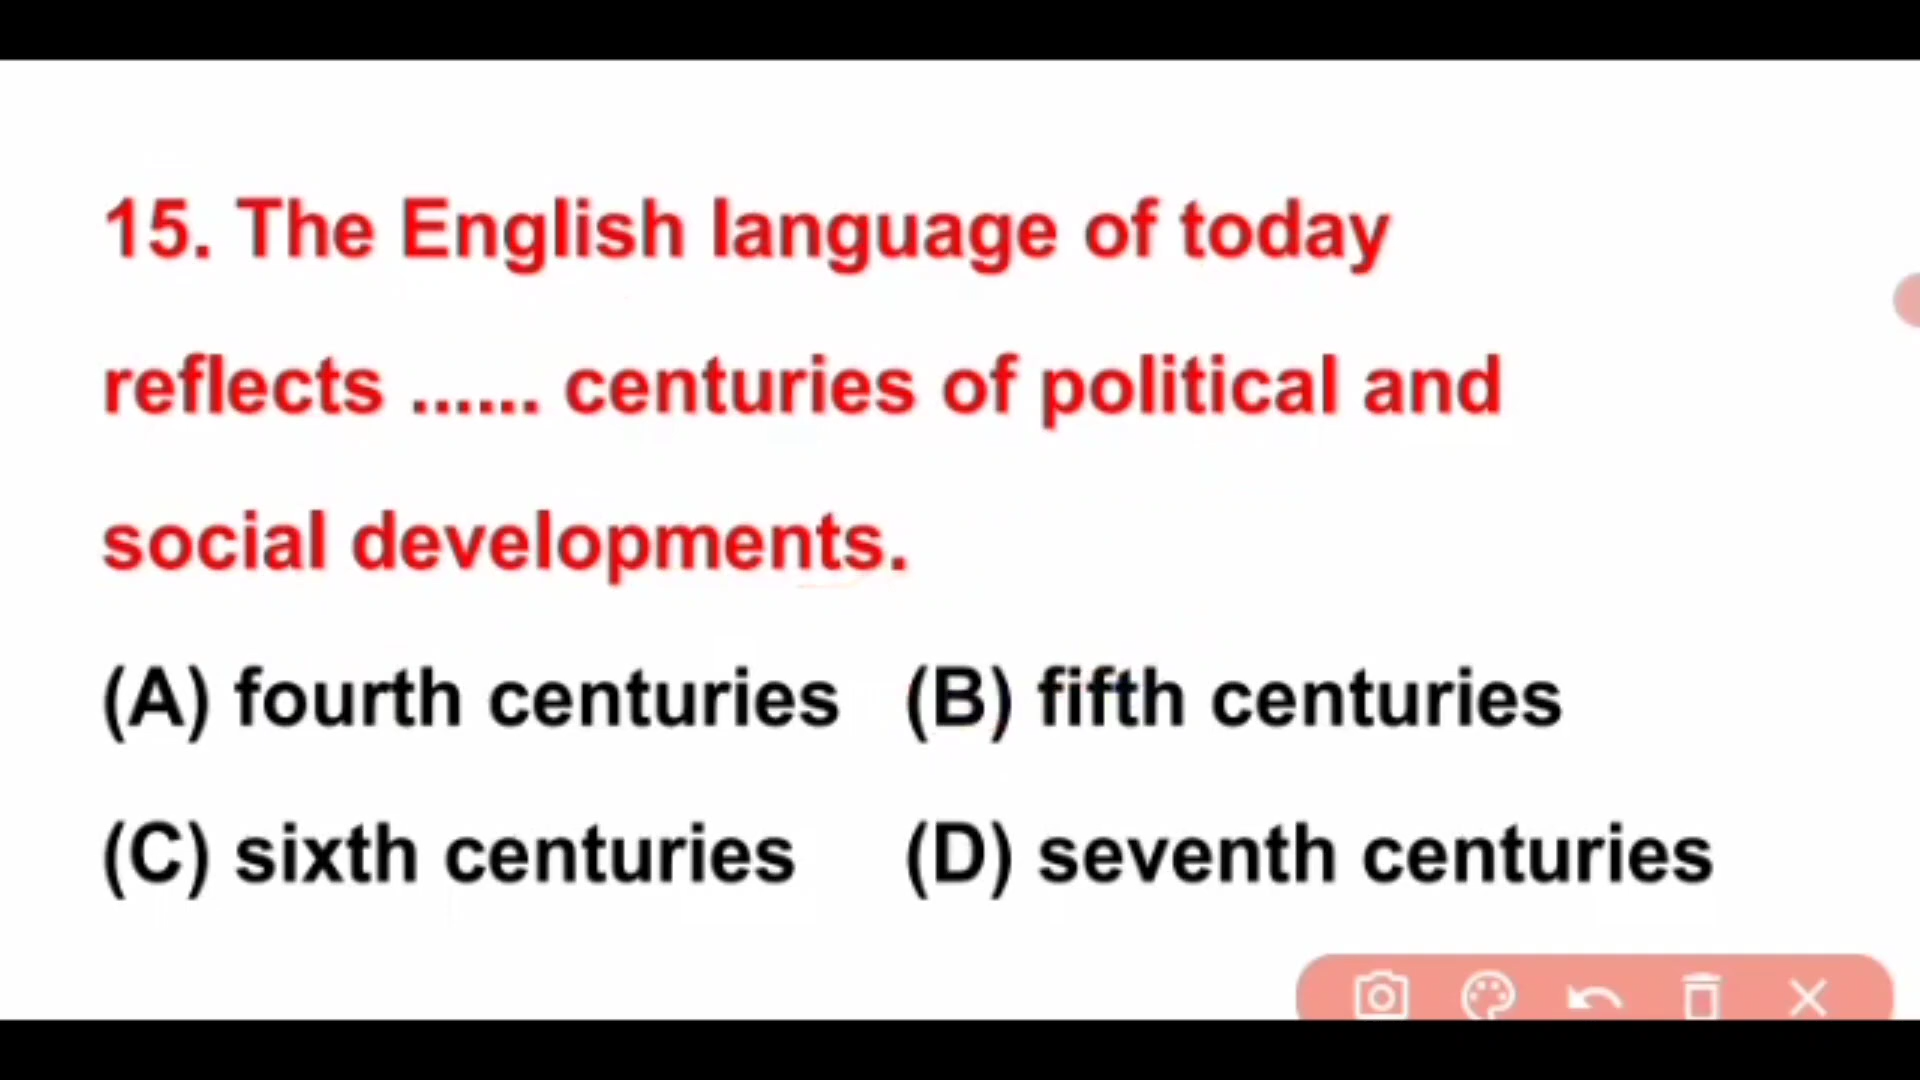 15. The English language of today
reflects ...... centuries of political and
social developments.
(A) fourth centuries (B) fifth centuries
(C) sixth centuries (D) seventh centuries